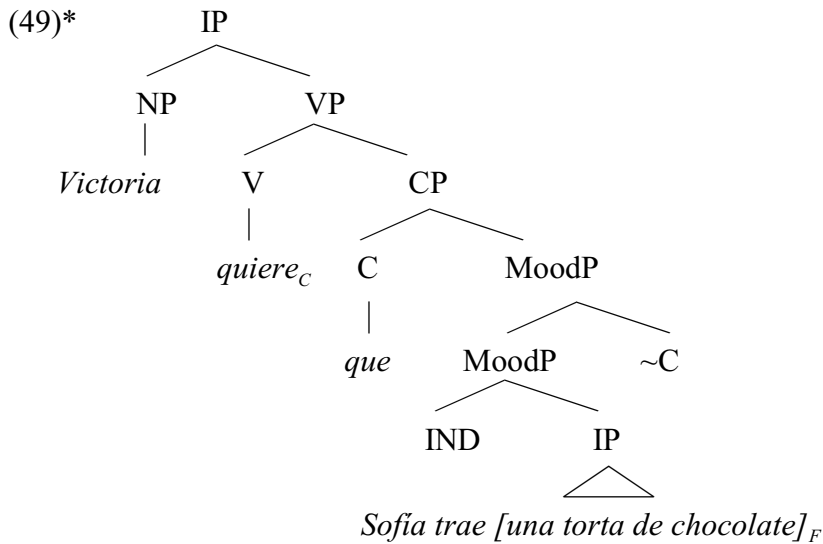 (49)* IP
NP VP
Victoria V CP
quiere_C C MoodP
que MoodP ~C
IND IP
Sofía trae [una torta de chocolate]_F